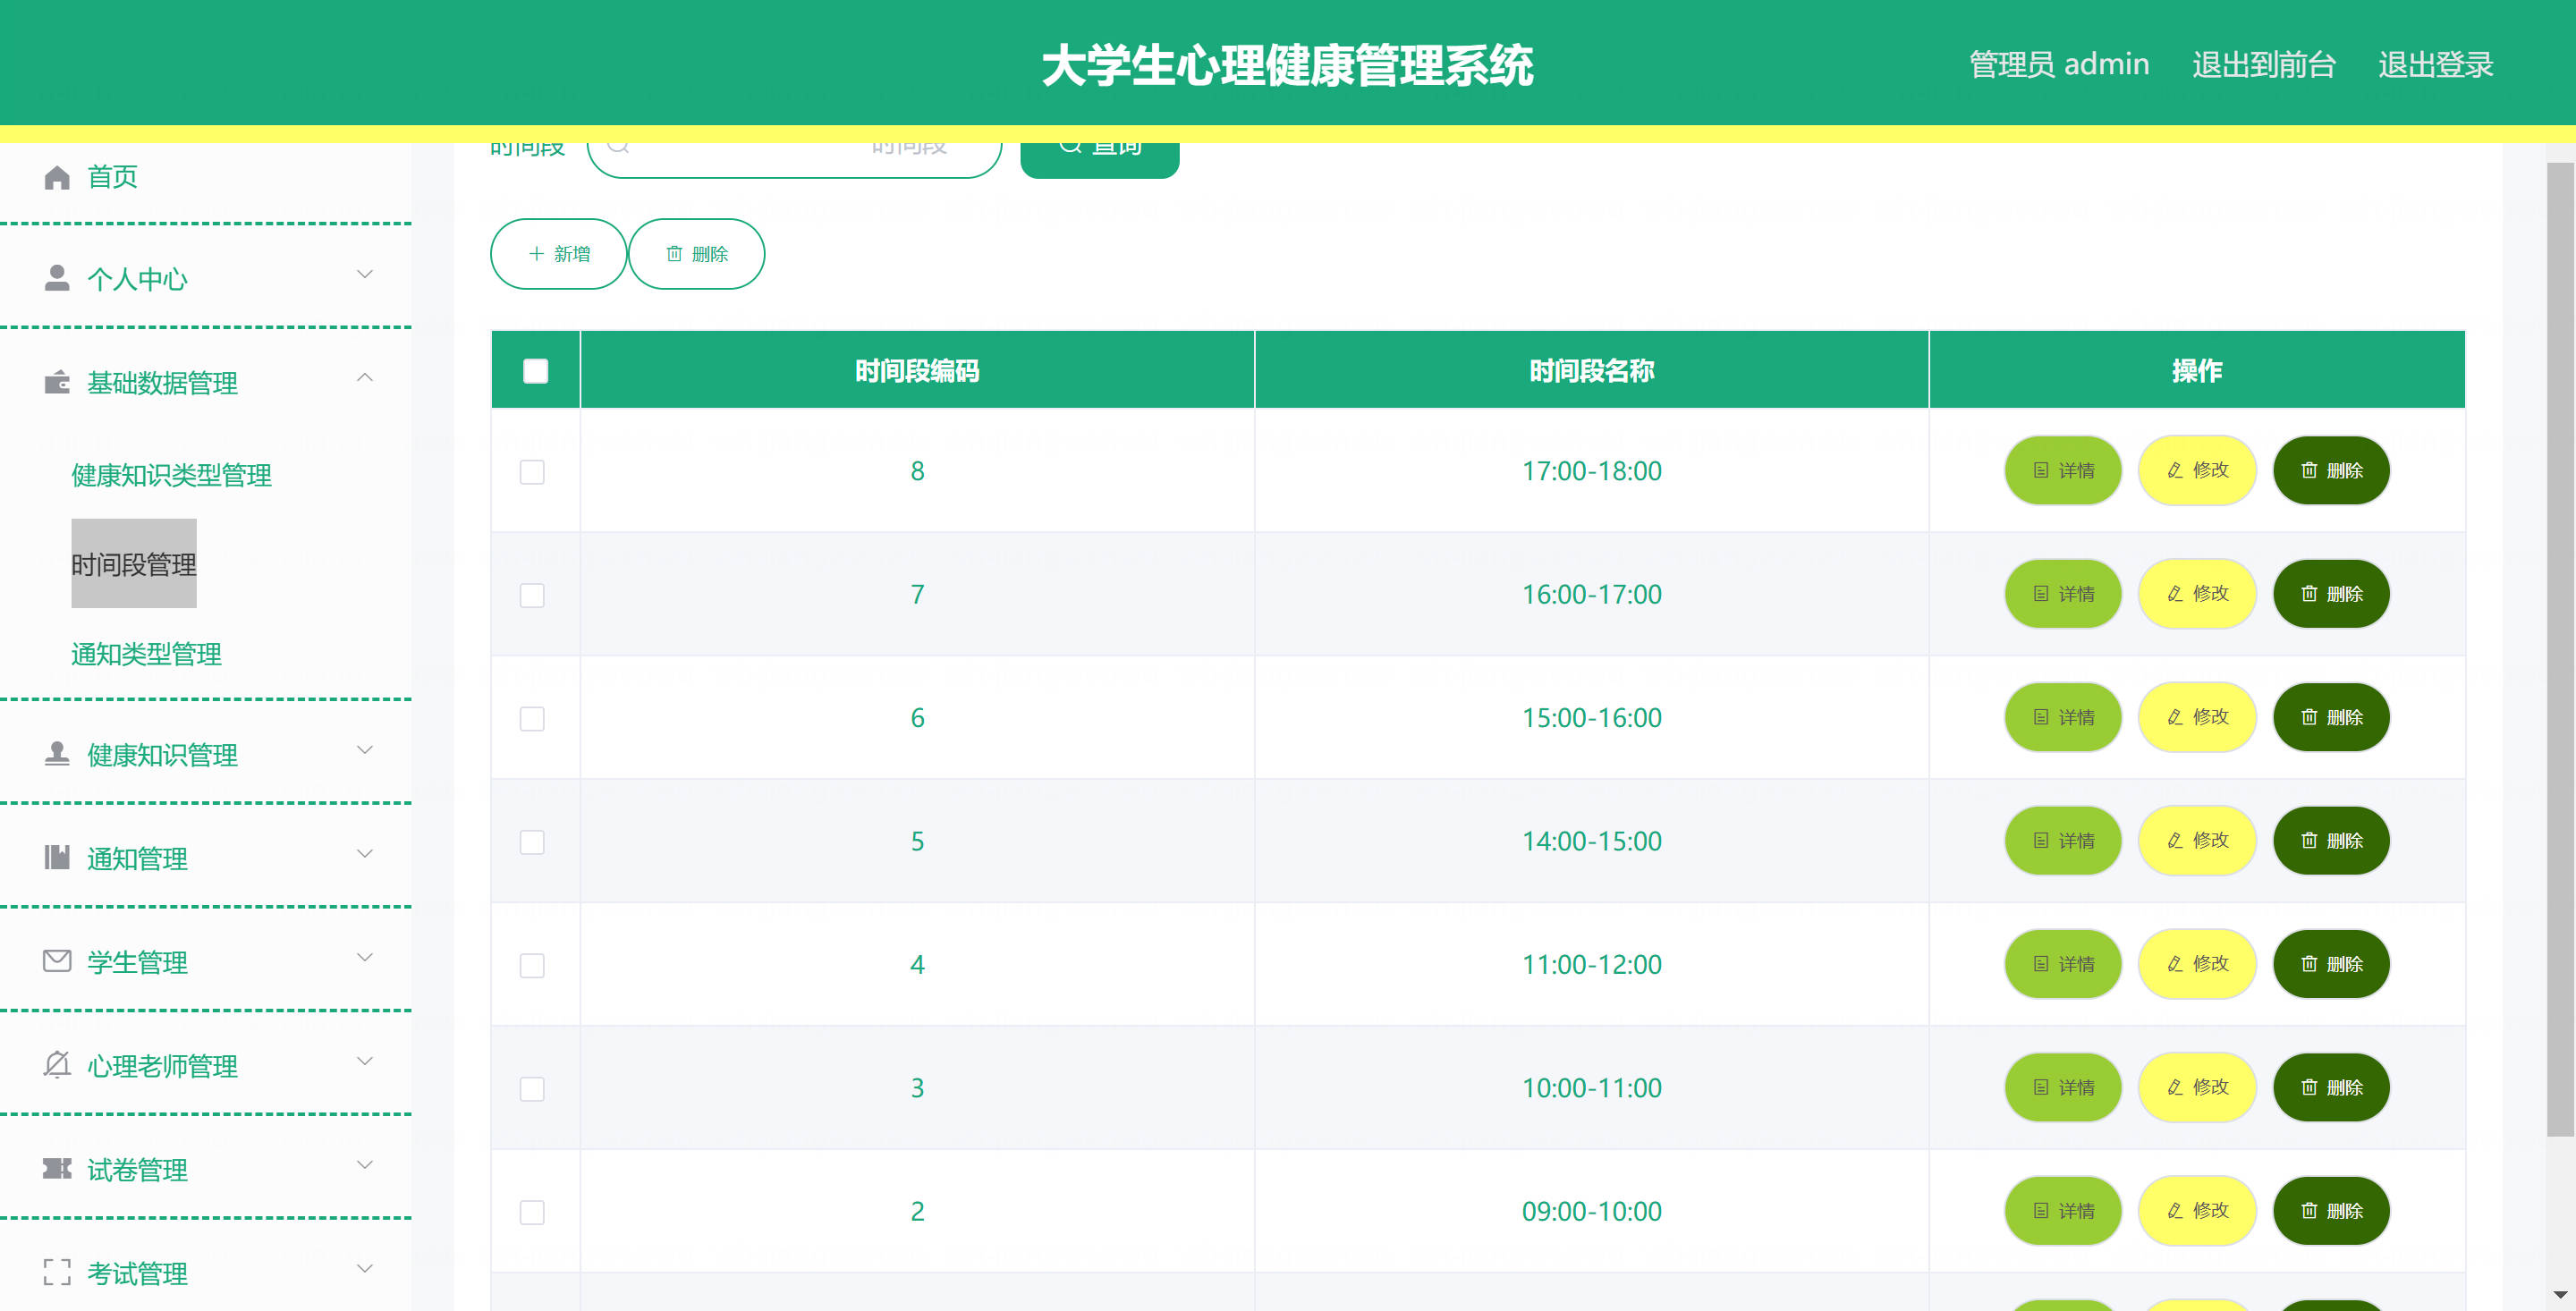 大学生心理健康管理系统
管理员 admin 退出到前台 退出登录
时间段 时间段 查询
首页
新增 删除
个人中心
基础数据管理
健康知识类型管理
时间段管理
通知类型管理
健康知识管理
通知管理
学生管理
心理老师管理
试卷管理
考试管理
时间段编码 时间段名称 操作
8 17:00-18:00 详情 修改 删除
7 16:00-17:00 详情 修改 删除
6 15:00-16:00 详情 修改 删除
5 14:00-15:00 详情 修改 删除
4 11:00-12:00 详情 修改 删除
3 10:00-11:00 详情 修改 删除
2 09:00-10:00 详情 修改 删除